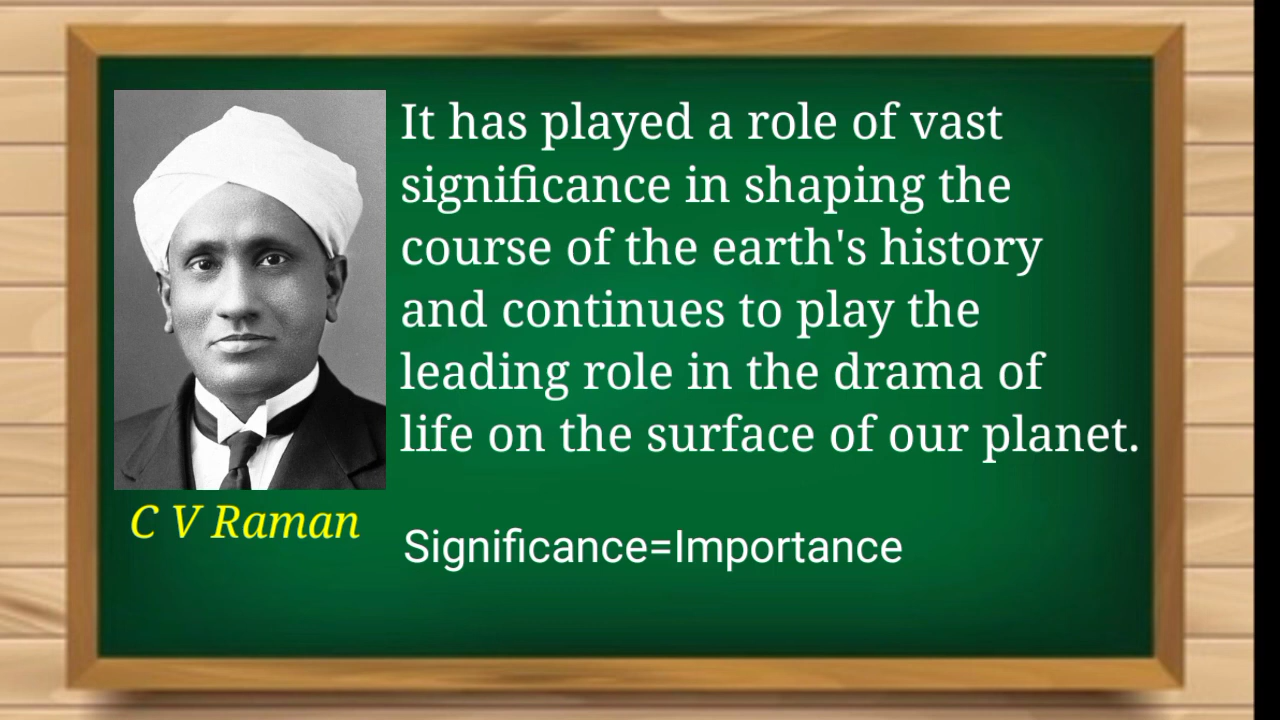 It has played a role of vast
significance in shaping the
course of the earth's history
and continues to play the
leading role in the drama of
life on the surface of our planet.
C V Raman
Significance=Importance